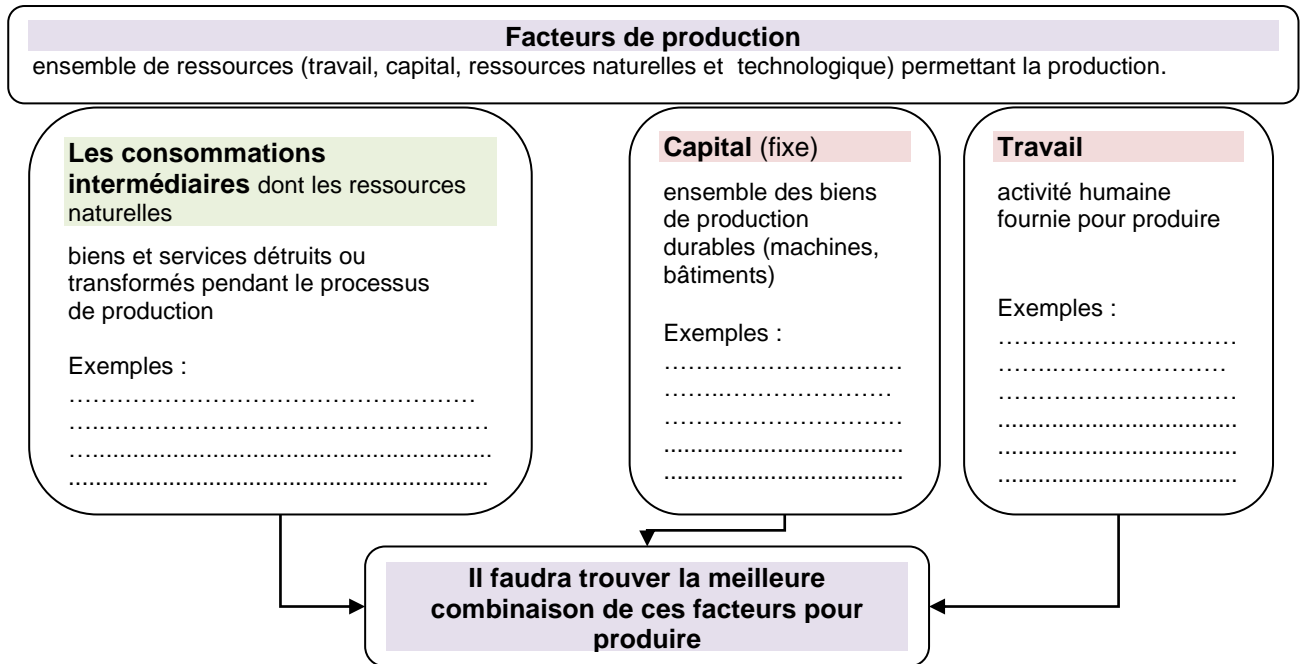 Facteurs de production
ensemble de ressources (travail, capital, ressources naturelles et technologique) permettant la production.
Les consommations
intermédiaires dont les ressources
naturelles
biens et services détruits ou
transformés pendant le processus
de production
Exemples :
……………………………………………
…..…………………………………………
….............................................................
................................................................
Capital (fixe)
ensemble des biens
de production
durables (machines,
bâtiments)
Exemples :
…………………………
……..…………………
…………………………
....................................
....................................
Travail
activité humaine
fournie pour produire
Exemples :
…………………………
……..…………………
…………………………
....................................
....................................
....................................
Il faudra trouver la meilleure
combinaison de ces facteurs pour
produire